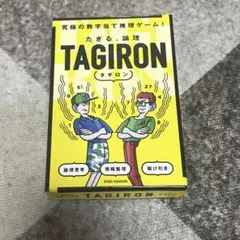 究極の数字当て推理ゲーム!
たぎる、論理
TAGIRON
タギロン
論理思考 情報整理 駆け引き
TAGIRON